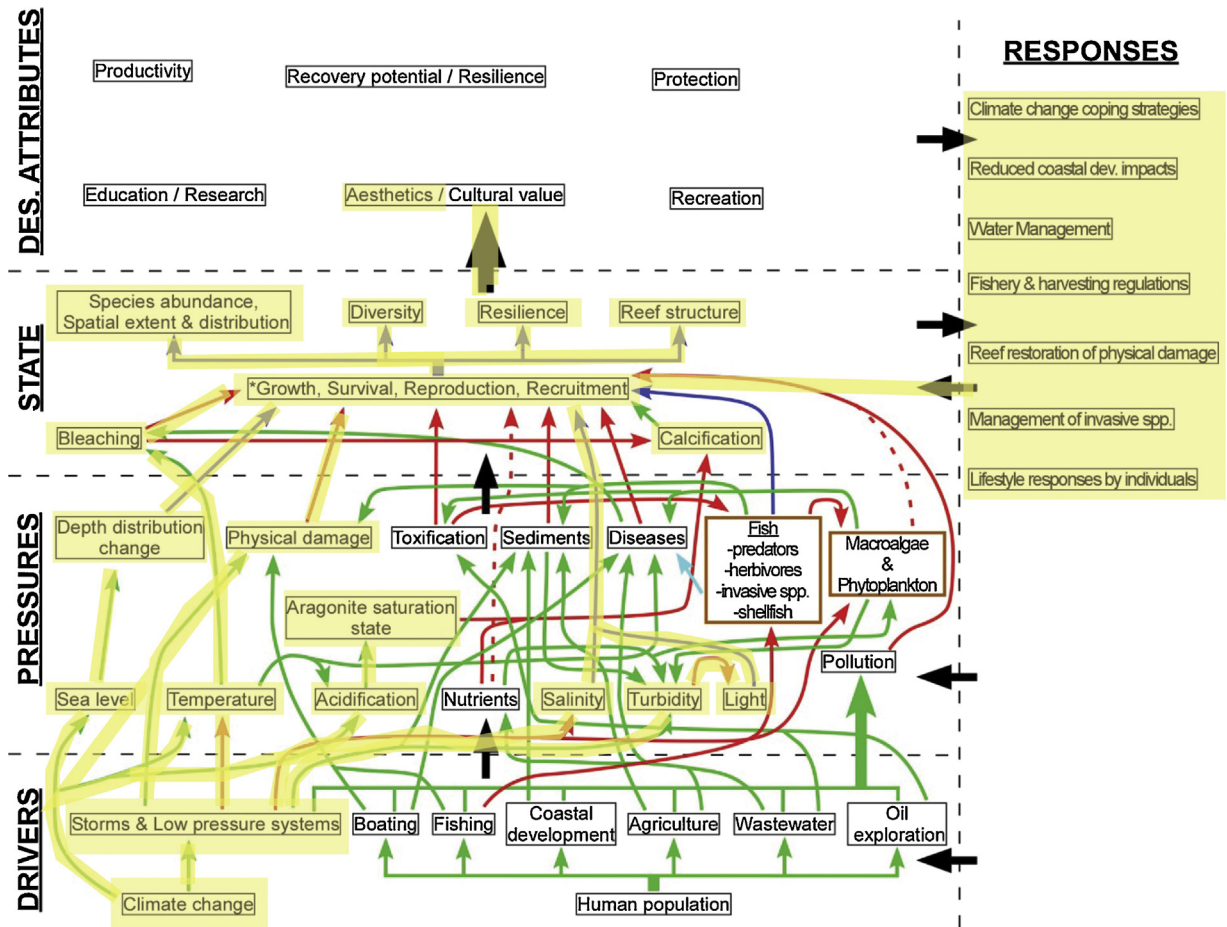 DES. ATTRIBUTES
Productivity
Recovery potential / Resilience
Protection
Education / Research
Aesthetics / Cultural value
Recreation
STATE
Species abundance,
Spatial extent & distribution
Diversity
Resilience
Reef structure
*Growth, Survival, Reproduction, Recruitment
Bleaching
Calcification
PRESSURES
Depth distribution
change
Physical damage
Toxification
Sediments
Diseases
Fish
-predators
-herbivores
-invasive spp.
-shellfish
Macroalgae
&
Phytoplankton
Aragonite saturation
state
Pollution
Sea level
Temperature
Acidification
Nutrients
Salinity
Turbidity
Light
DRIVERS
Storms & Low pressure systems
Boating
Fishing
Coastal
development
Agriculture
Wastewater
Oil
exploration
Climate change
Human population
RESPONSES
Climate change coping strategies
Reduced coastal dev. impacts
Water Management
Fishery & harvesting regulations
Reef restoration of physical damage
Management of invasive spp.
Lifestyle responses by individuals